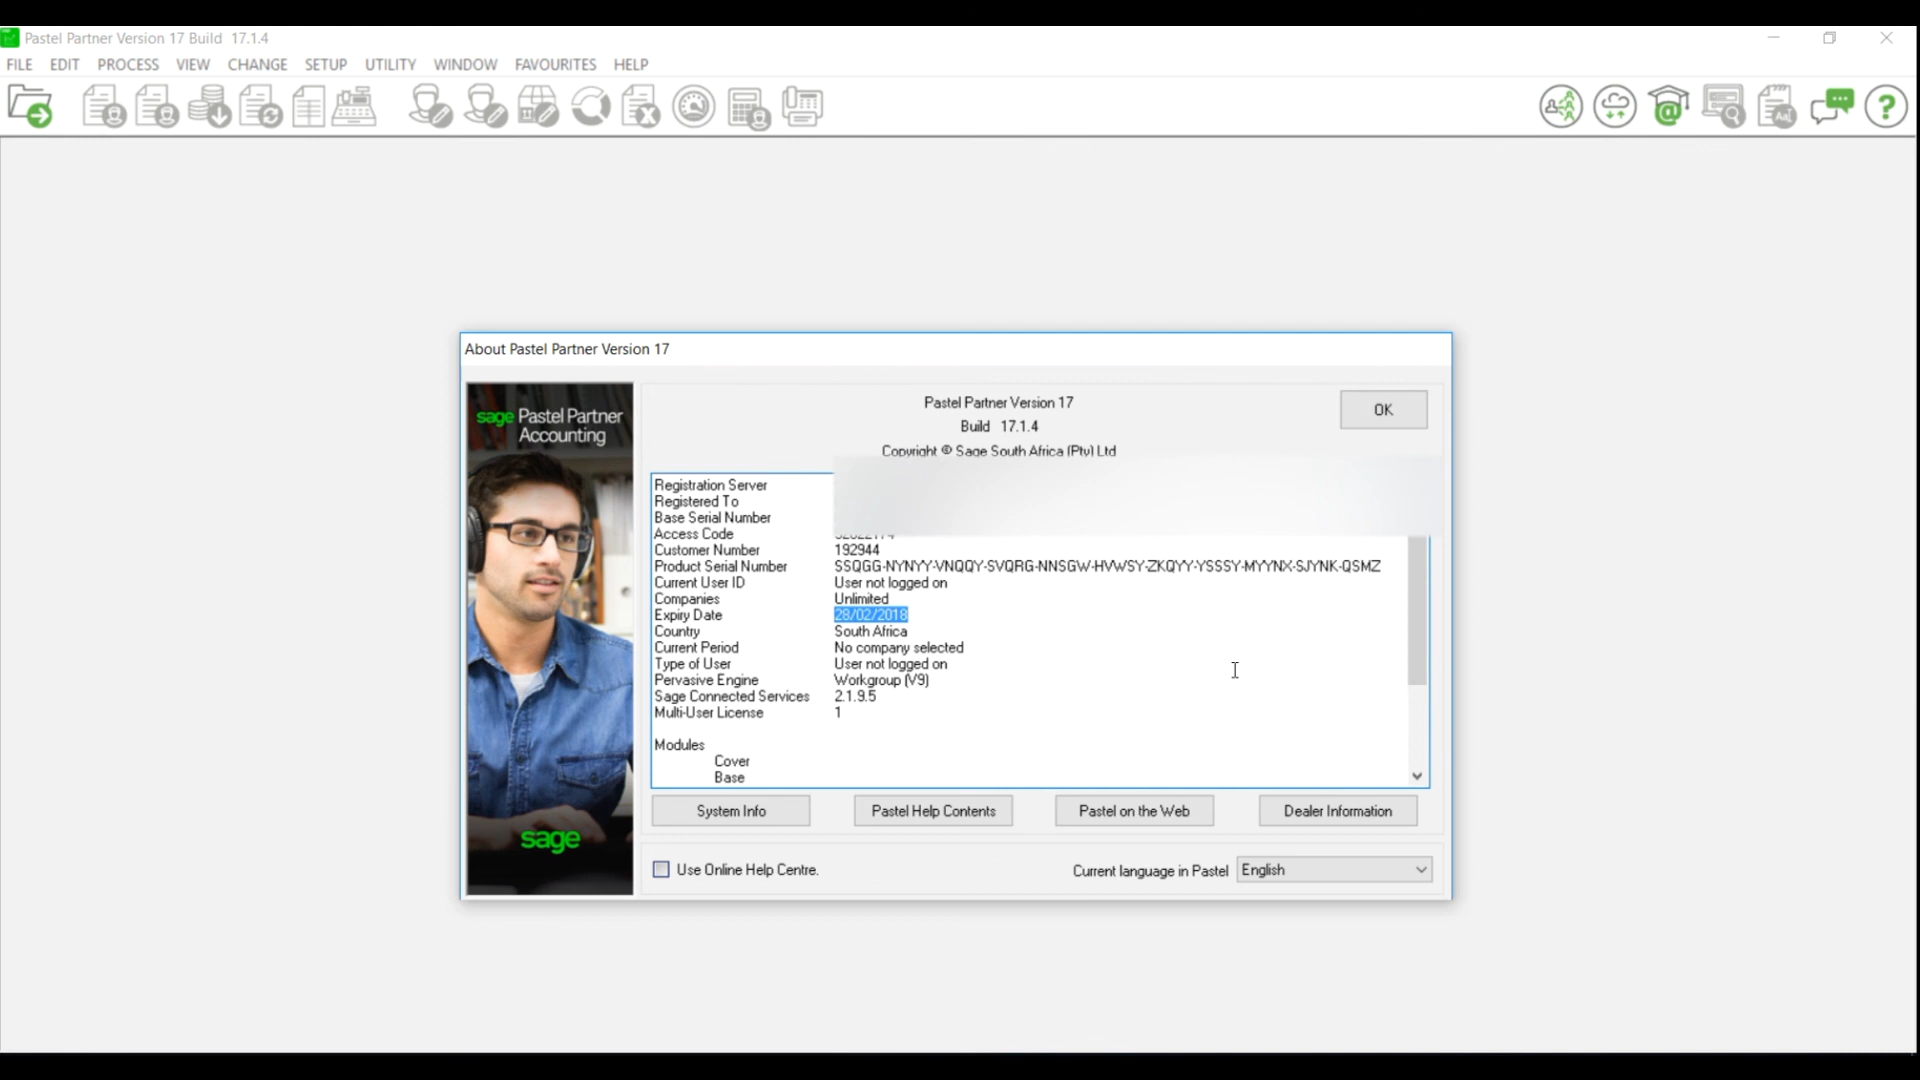 Pastel Partner Version 17 Build 17.1.4
FILE EDIT PROCESS VIEW CHANGE SETUP UTILITY WINDOW FAVOURITES HELP
About Pastel Partner Version 17
sage Pastel Partner
Accounting
sage
Pastel Partner Version 17
Build 17.1.4
Copyright © Sage South Africa (Pty) Ltd
OK
Registration Server
Registered To
Base Serial Number
Access Code
Customer Number 192944
Product Serial Number SSQGG-NYNYY-VNQQY-SVQRG-NNSGW-HVWSY-ZKQYY-YSSSY-MYYNX-SJYNK-QSMZ
Current User ID User not logged on
Companies Unlimited
Expiry Date 28/02/2018
Country South Africa
Current Period No company selected
Type of User User not logged on
Pervasive Engine Workgroup (V9)
Sage Connected Services 2.1.9.5
Multi-User License 1
Modules
Cover
Base
System Info Pastel Help Contents Pastel on the Web Dealer Information
Use Online Help Centre. Current language in Pastel English